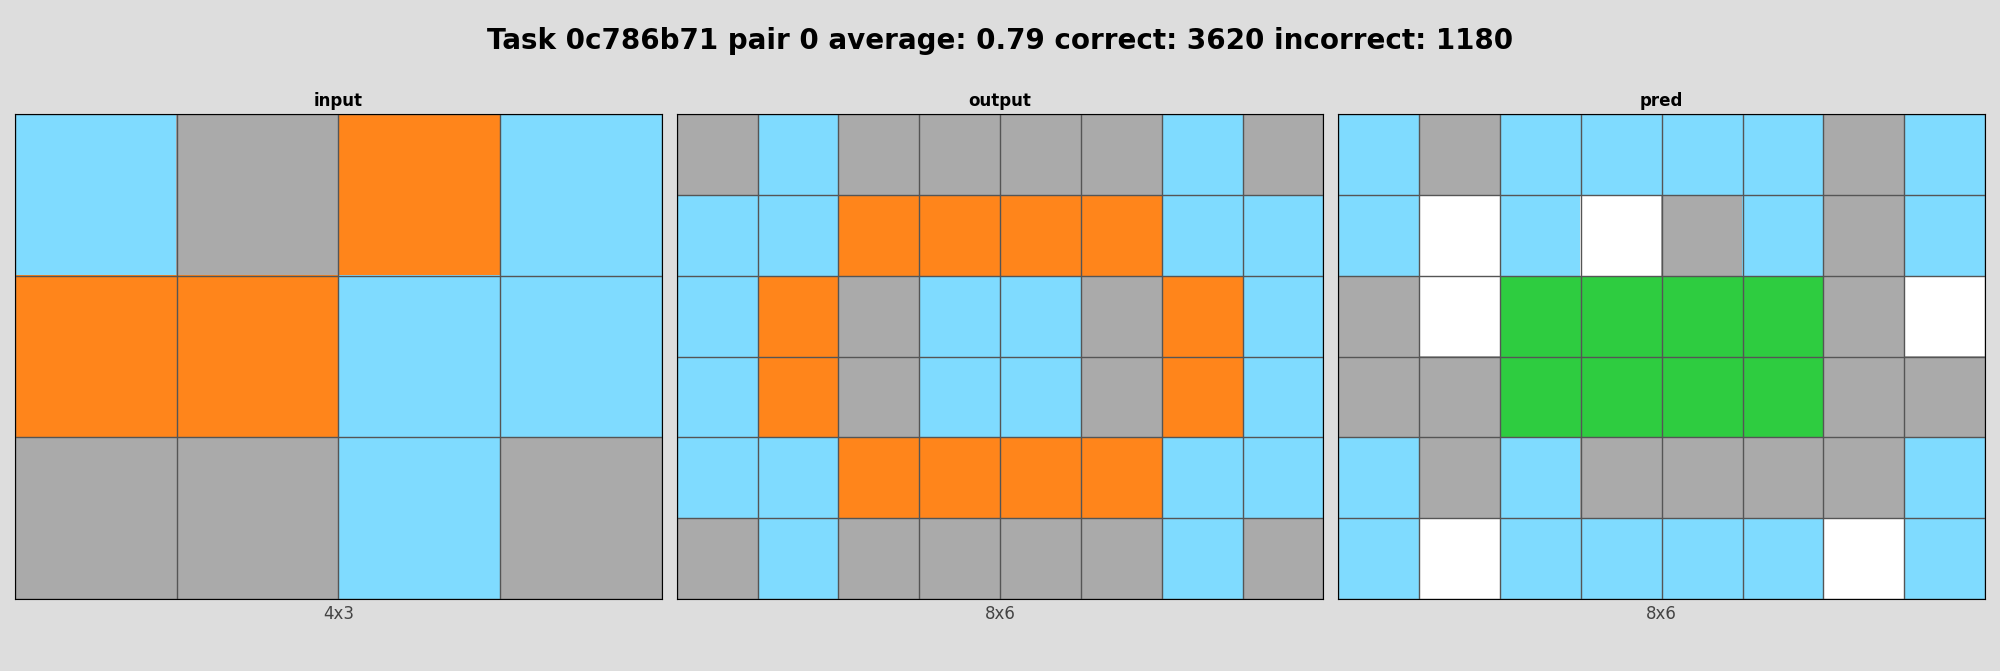 Task 0c786b71 pair 0 average: 0.79 correct: 3620 incorrect: 1180
input
output
pred
4x3
8x6
8x6